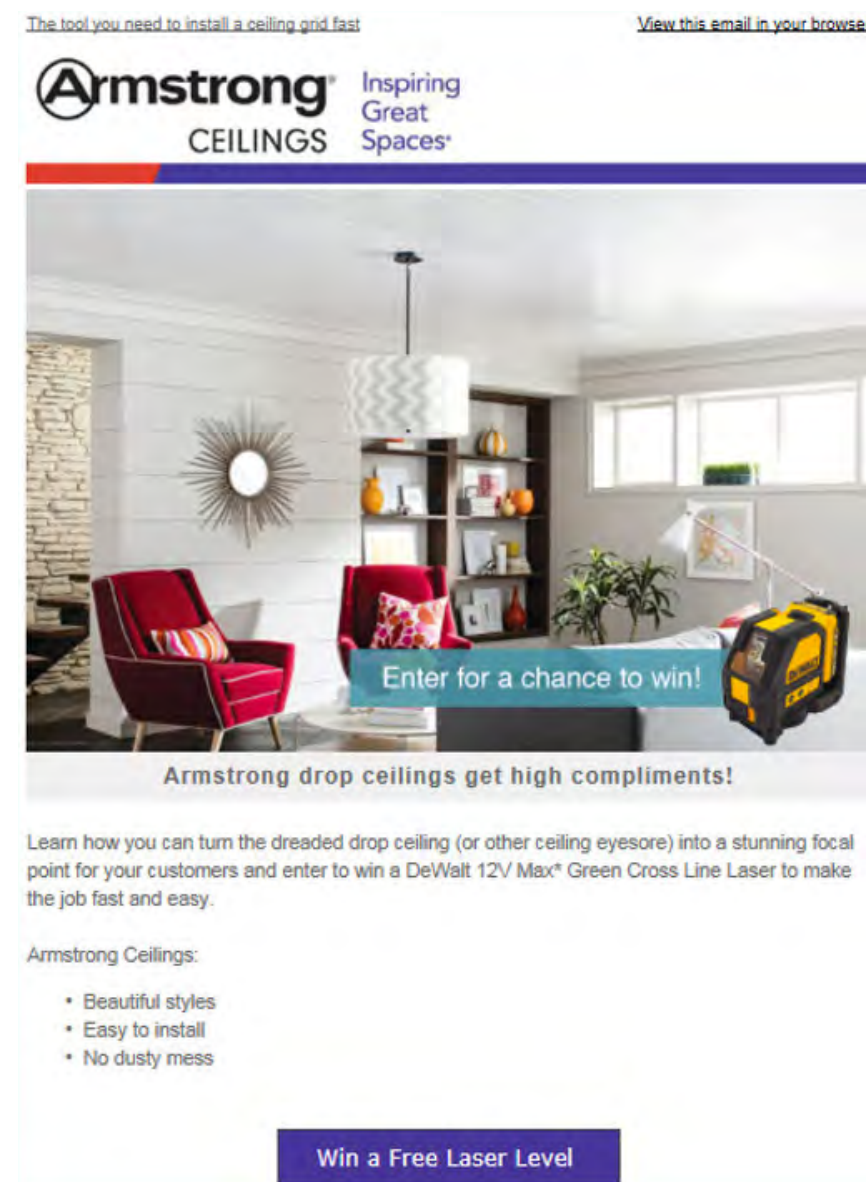 The tool you need to install a ceiling grid fast
View this email in your browse
Armstrong®
CEILINGS
Inspiring
Great
Spaces®
Enter for a chance to win!
DEWALT
Armstrong drop ceilings get high compliments!
Learn how you can turn the dreaded drop ceiling (or other ceiling eyesore) into a stunning focal
point for your customers and enter to win a DeWalt 12V Max* Green Cross Line Laser to make
the job fast and easy.
Armstrong Ceilings:
• Beautiful styles
• Easy to install
• No dusty mess
Win a Free Laser Level